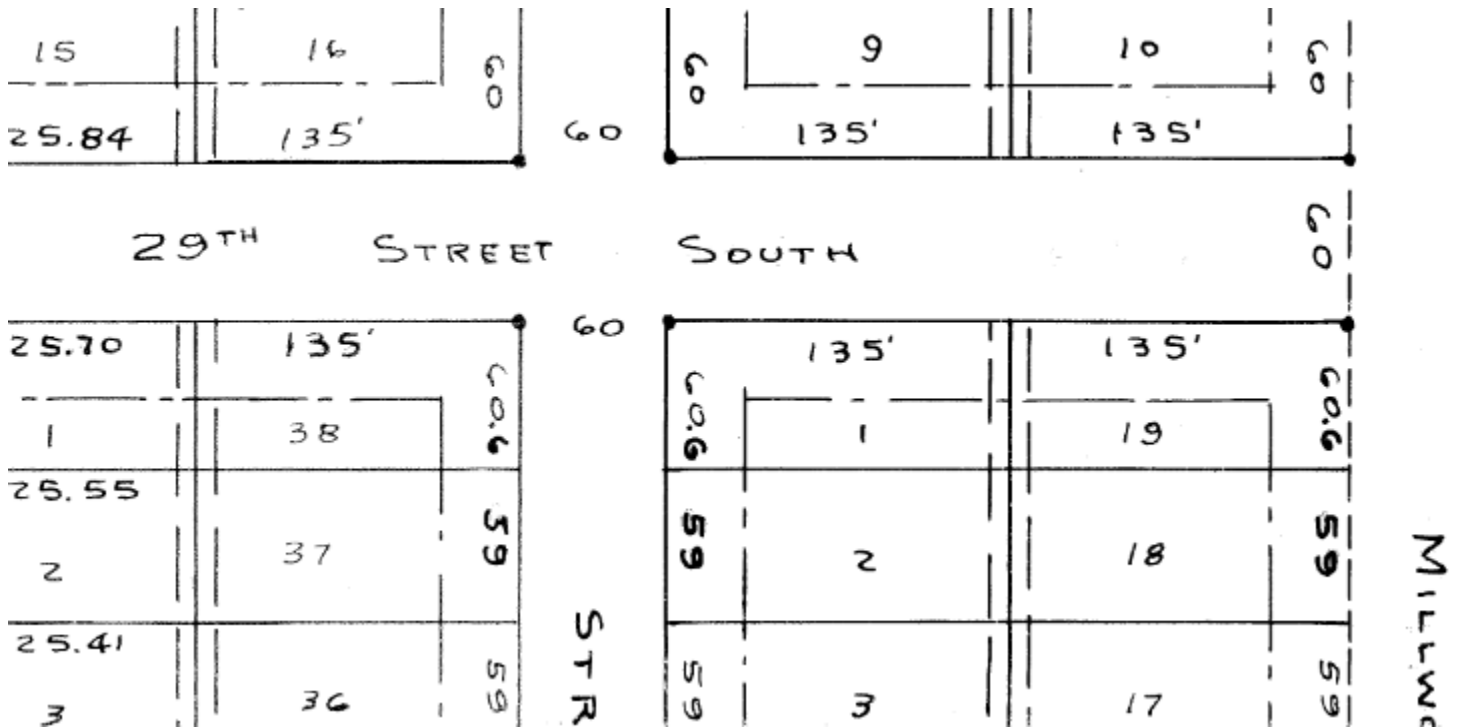 15 16 60 9 10 60
60
25.84 135' 60 135' 135'
29TH STREET SOUTH 60
25.70 135' 60 135' 135'
60.6 60.6 60.6
1 38 1 19
25.55
59 59 59
2 37 2 18
25.41
3 36 59 59 3 17 59
STR